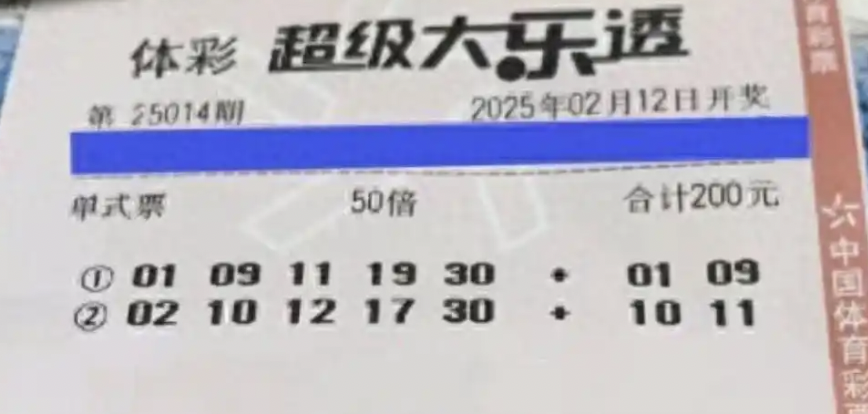 体彩 超级大乐透
第 25014期 2025年02月12日开奖
单式票 50倍 合计200元
① 01 09 11 19 30 + 01 09
② 02 10 12 17 30 + 10 11
育彩票
中国体育彩